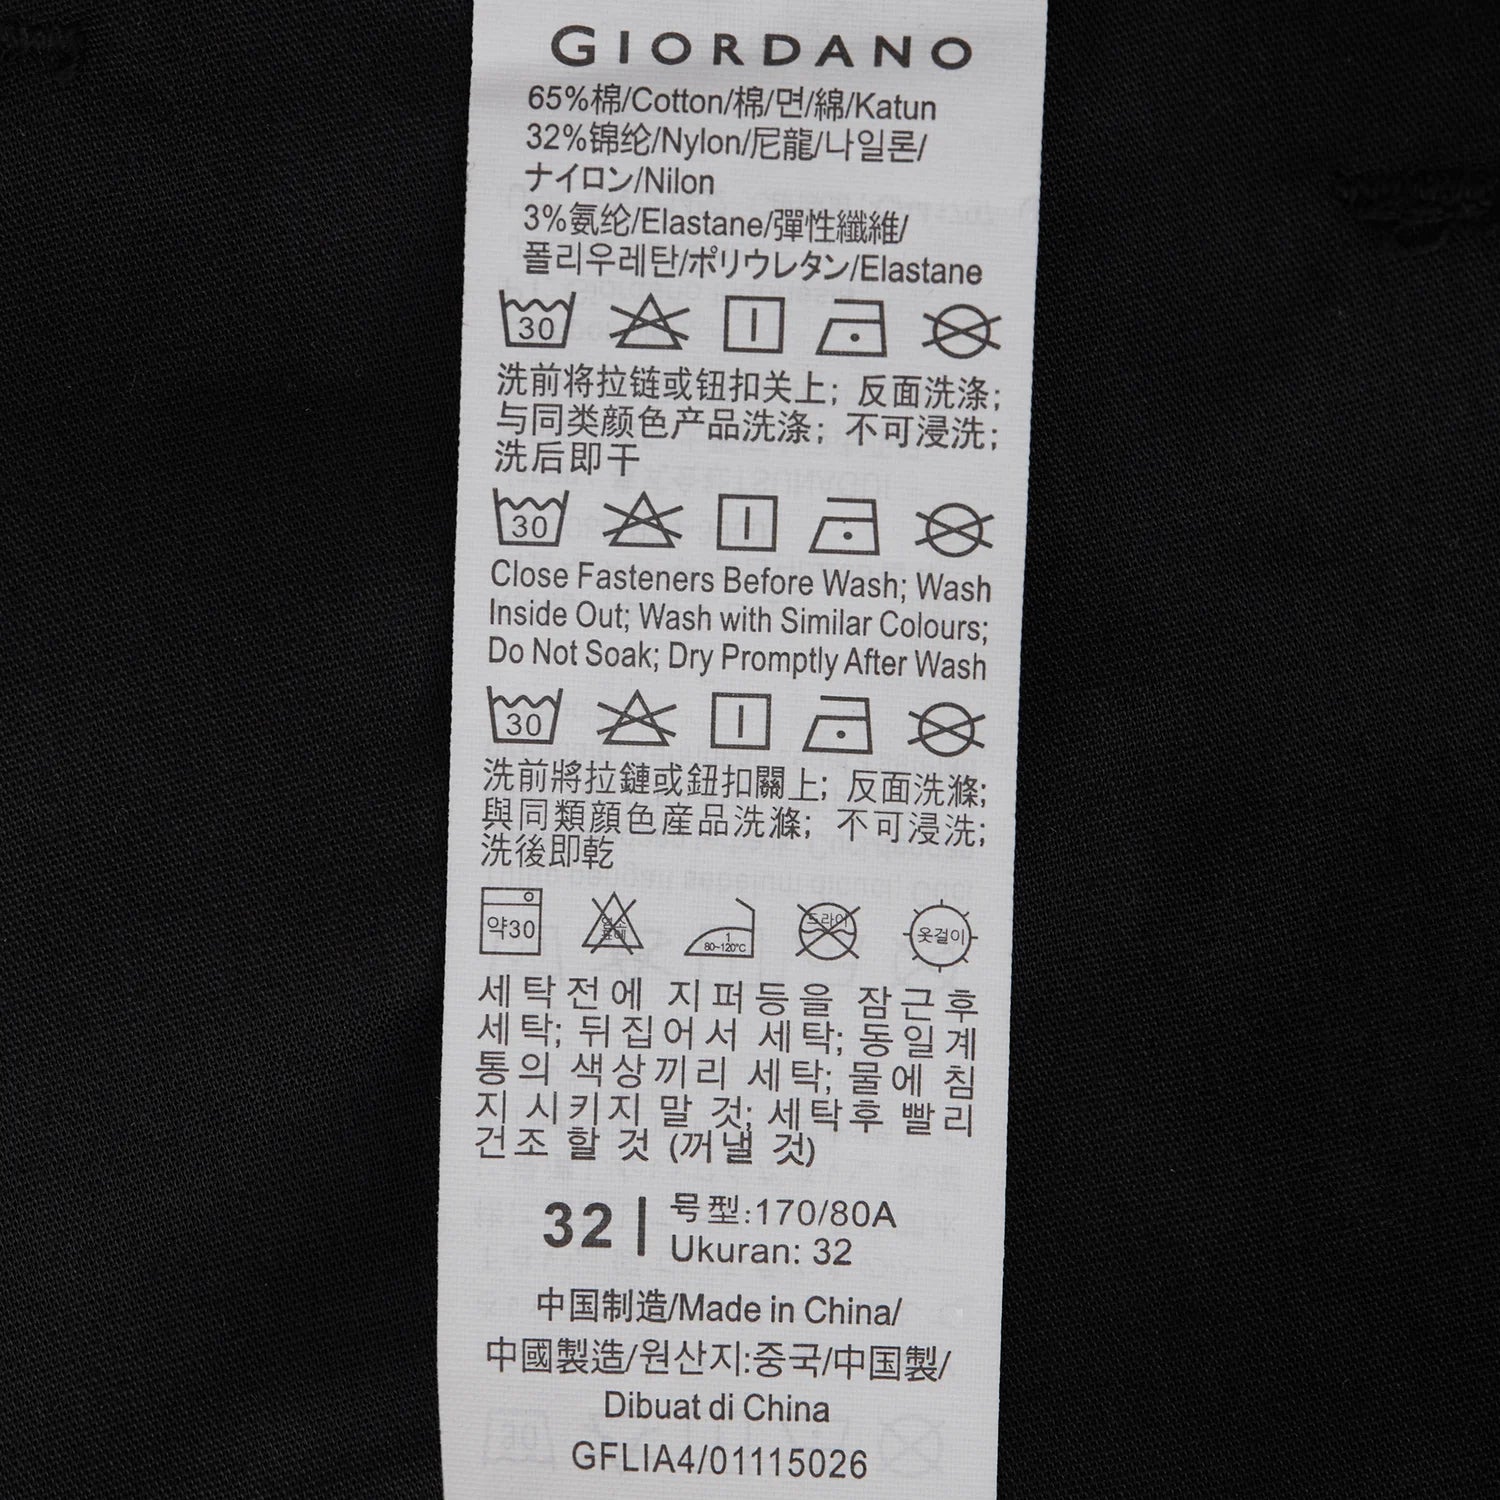 GIORDANO
65%棉/Cotton/棉/면/綿/Katun
32%锦纶/Nylon/尼龍/나일론/
ナイロン/Nilon
3%氨纶/Elastane/彈性纖維/
폴리우레탄/ポリウレタン/Elastane
30
洗前将拉链或钮扣关上; 反面洗涤;
与同类颜色产品洗涤; 不可浸洗;
洗后即干
30
Close Fasteners Before Wash; Wash
Inside Out; Wash with Similar Colours;
Do Not Soak; Dry Promptly After Wash
30
洗前將拉鏈或鈕扣關上; 反面洗滌;
與同類顏色産品洗滌; 不可浸洗;
洗後即乾
약30 염소표백 1 80~120°C 드라이 옷걸이
세탁전에 지퍼등을 잠근후
세탁; 뒤집어서 세탁; 동일계
통의 색상끼리 세탁; 물에 침
지 시키지 말 것; 세탁후 빨리
건조 할 것 (꺼낼 것)
32 | 号型:170/80A
Ukuran: 32
中国制造/Made in China/
中國製造/원산지:중국/中国製/
Dibuat di China
GFLIA4/01115026